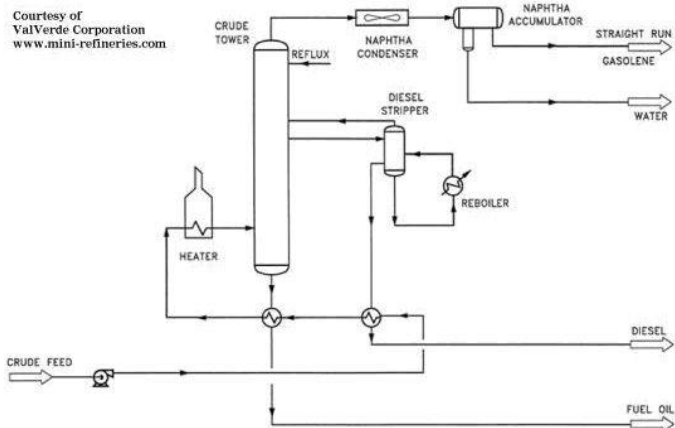 Courtesy of
ValVerde Corporation
www.mini-refineries.com
CRUDE
TOWER
REFLUX
NAPHTHA
CONDENSER
NAPHTHA
ACCUMULATOR
STRAIGHT RUN
GASOLENE
WATER
DIESEL
STRIPPER
REBOILER
HEATER
DIESEL
CRUDE FEED
FUEL OIL